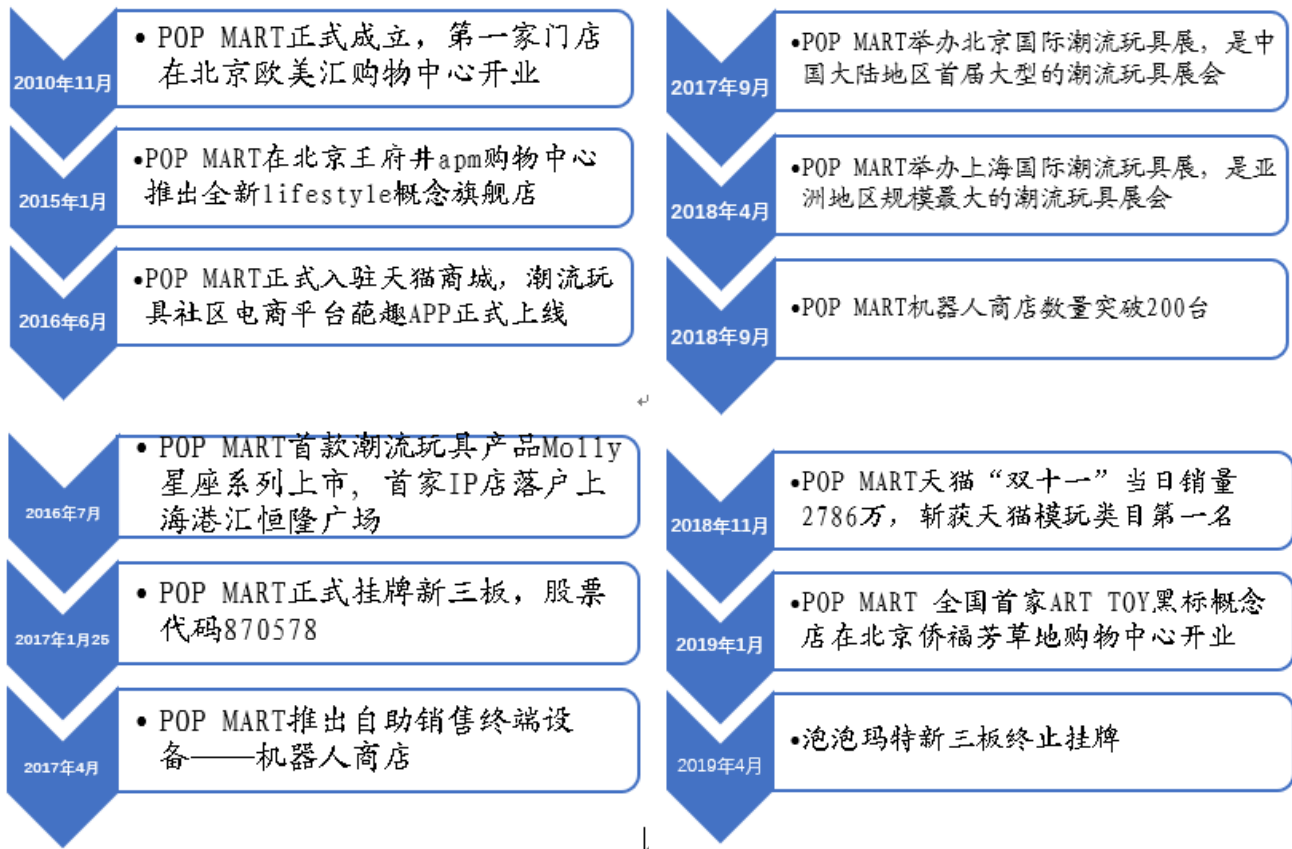 2010年11月
• POP MART正式成立，第一家门店
在北京欧美汇购物中心开业
2015年1月
•POP MART在北京王府井apm购物中心
推出全新lifestyle概念旗舰店
2016年6月
•POP MART正式入驻天猫商城，潮流玩
具社区电商平台葩趣APP正式上线
2016年7月
• POP MART首款潮流玩具产品Molly
星座系列上市，首家IP店落户上
海港汇恒隆广场
2017年1月25
• POP MART正式挂牌新三板，股票
代码870578
2017年4月
• POP MART推出自助销售终端设
备——机器人商店
2017年9月
•POP MART举办北京国际潮流玩具展，是中
国大陆地区首届大型的潮流玩具展会
2018年4月
•POP MART举办上海国际潮流玩具展，是亚
洲地区规模最大的潮流玩具展会
2018年9月
•POP MART机器人商店数量突破200台
2018年11月
•POP MART天猫“双十一”当日销量
2786万，斩获天猫模玩类目第一名
2019年1月
•POP MART 全国首家ART TOY黑标概念
店在北京侨福芳草地购物中心开业
2019年4月
•泡泡玛特新三板终止挂牌